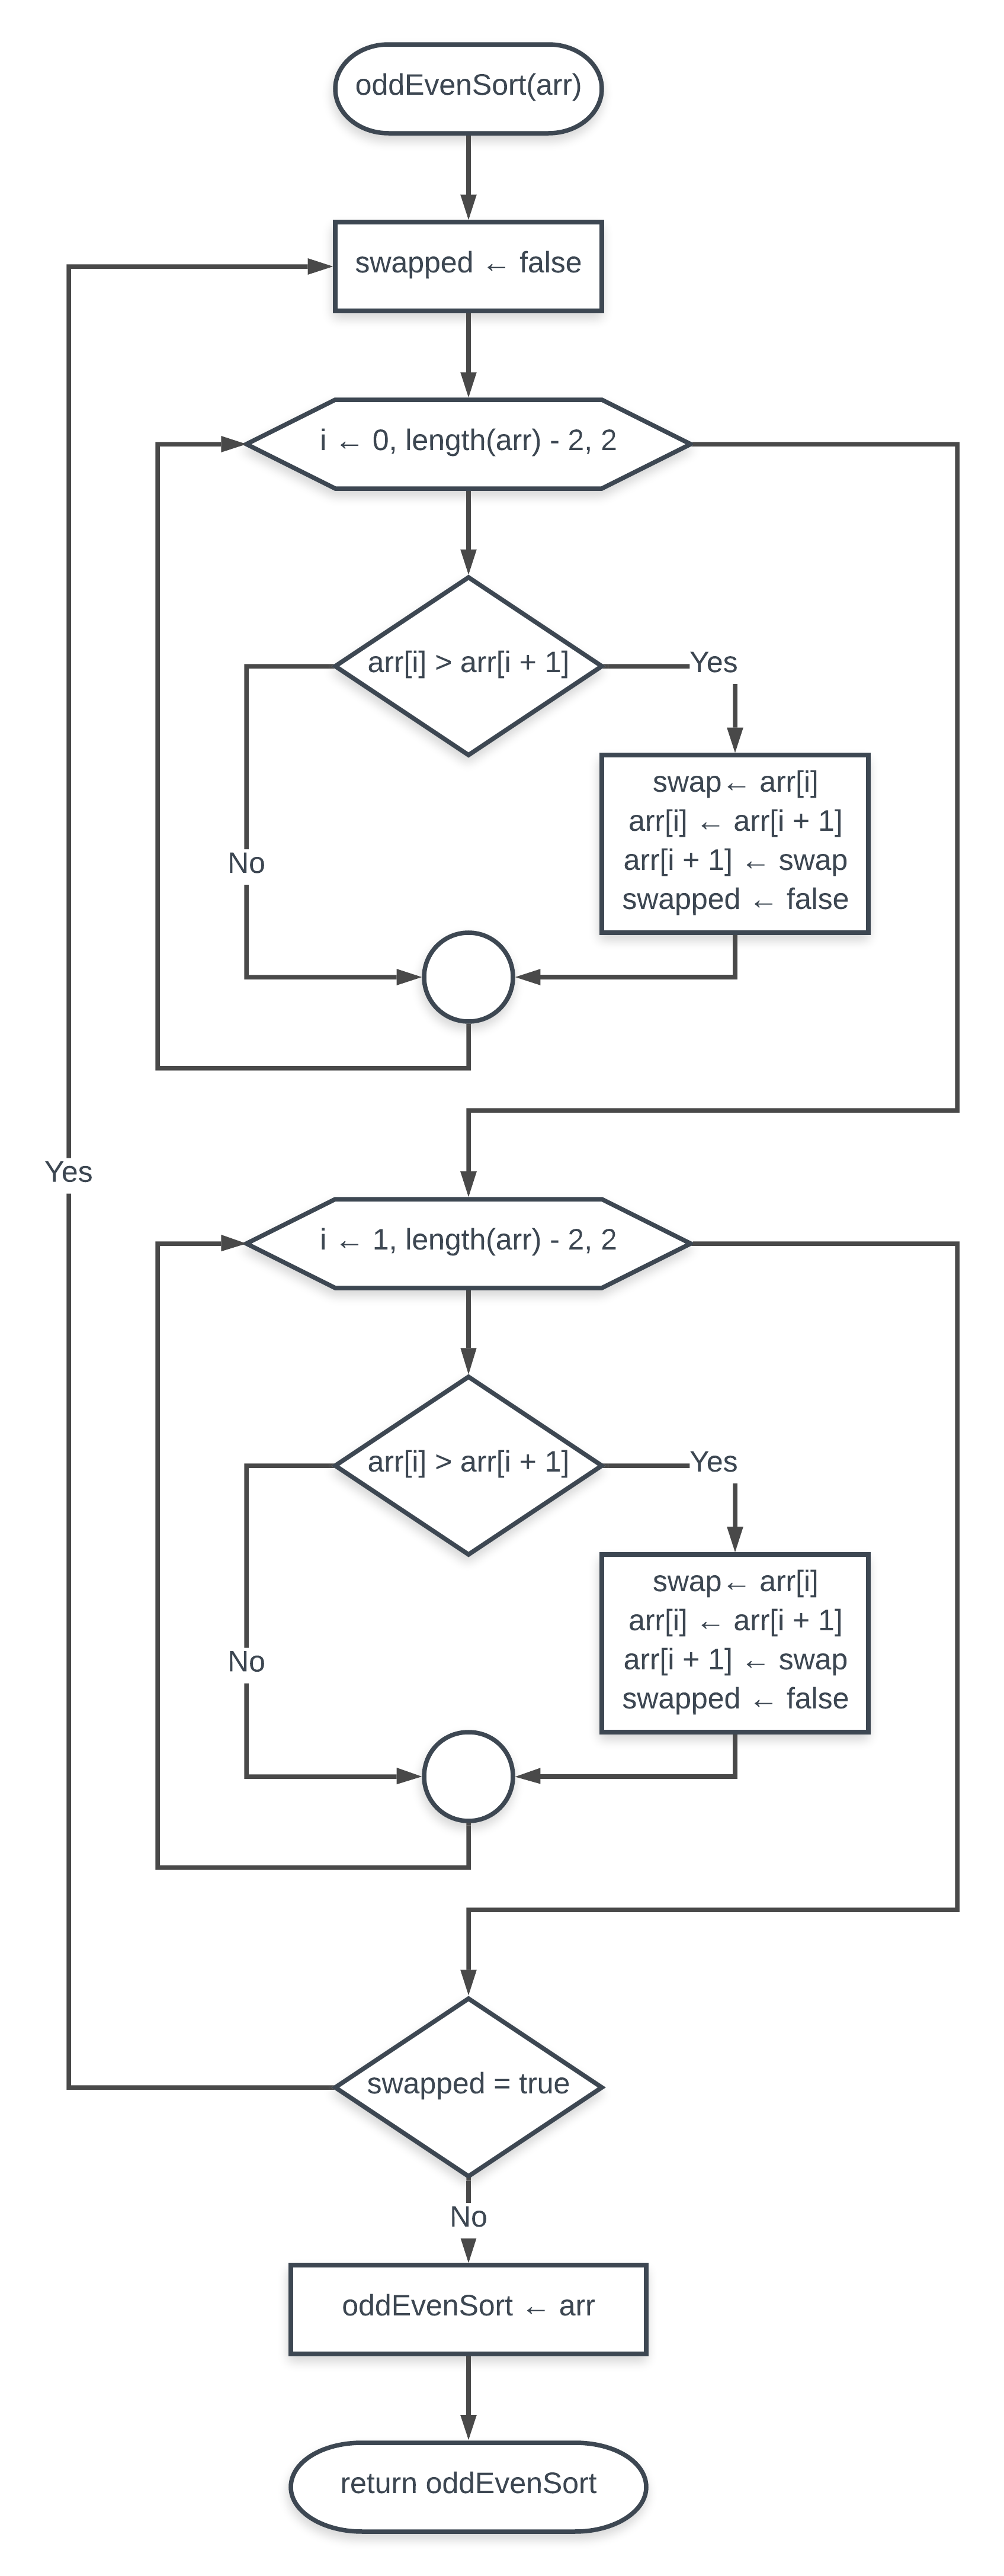 oddEvenSort(arr)
swapped ← false
i ← 0, length(arr) - 2, 2
arr[i] > arr[i + 1]
Yes
swap← arr[i]
arr[i] ← arr[i + 1]
arr[i + 1] ← swap
swapped ← false
No
Yes
i ← 1, length(arr) - 2, 2
arr[i] > arr[i + 1]
Yes
swap← arr[i]
arr[i] ← arr[i + 1]
arr[i + 1] ← swap
swapped ← false
No
swapped = true
No
oddEvenSort ← arr
return oddEvenSort